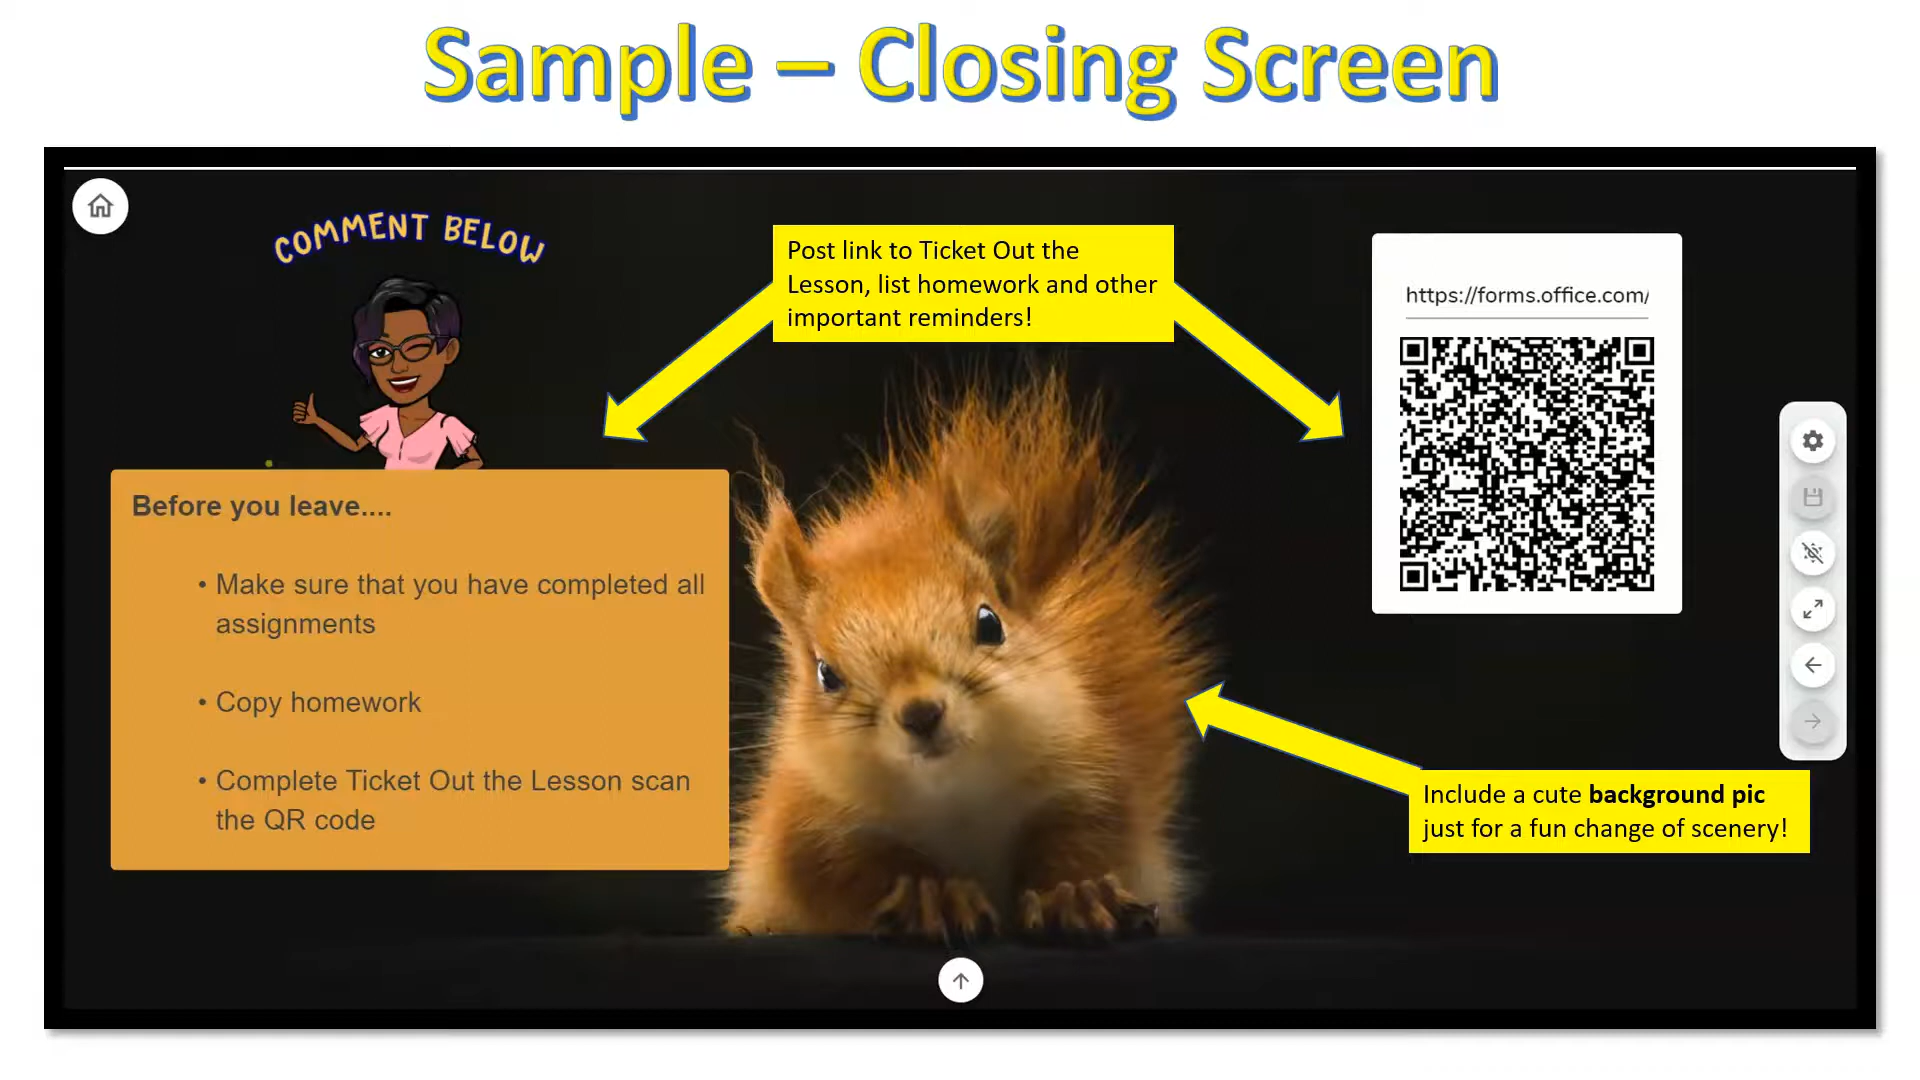 Sample – Closing Screen
COMMENT BELOW
Post link to Ticket Out the
Lesson, list homework and other
important reminders!
https://forms.office.com/
Before you leave....
• Make sure that you have completed all
assignments
• Copy homework
• Complete Ticket Out the Lesson scan
the QR code
Include a cute background pic
just for a fun change of scenery!